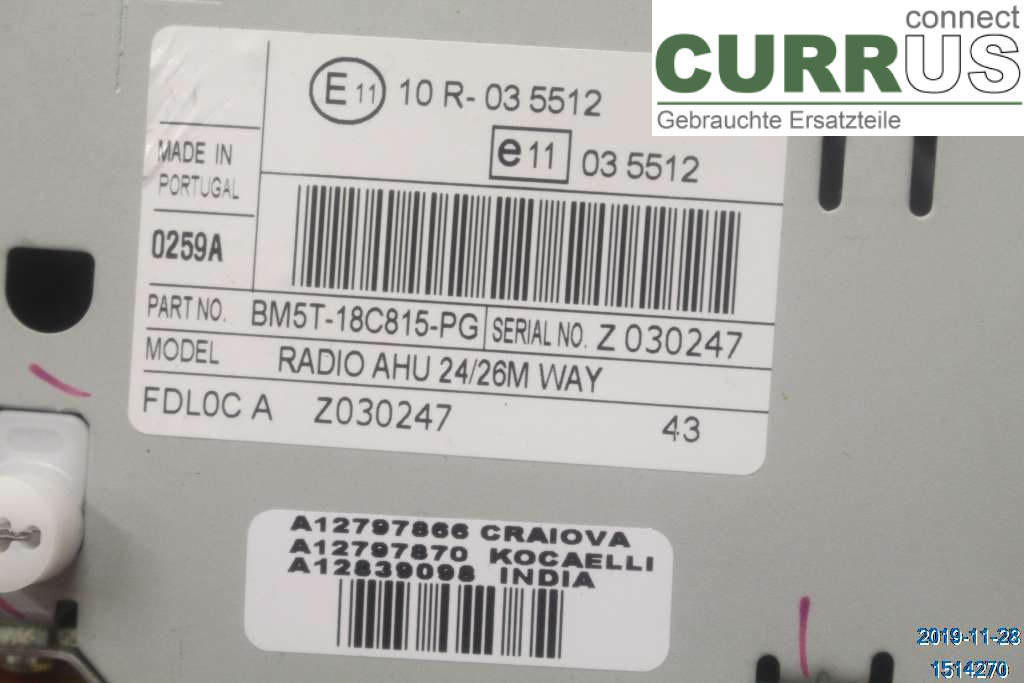 connect
CURRUS
Gebrauchte Ersatzteile
E 11 10 R- 03 5512
e 11 03 5512
MADE IN
PORTUGAL
0259A
PART NO. BM5T-18C815-PG SERIAL NO. Z 030247
MODEL RADIO AHU 24/26M WAY
FDL0C A Z030247 43
A12797866 CRAIOVA
A12797870 KOCAELLI
A12839098 INDIA
2019-11-28
1514270